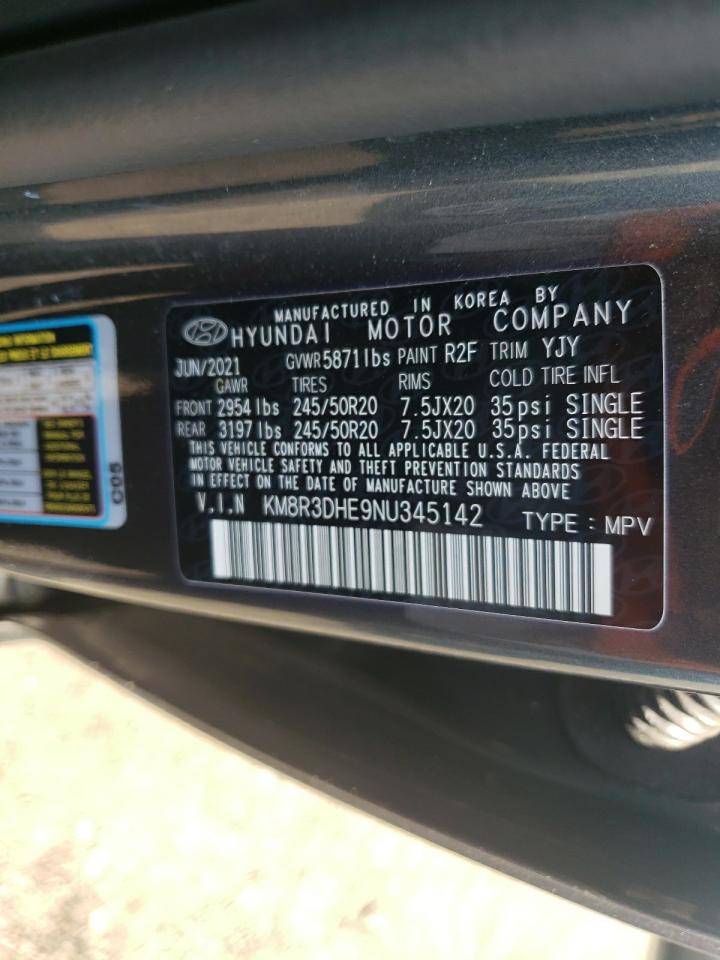 MANUFACTURED IN KOREA BY
HYUNDAI MOTOR COMPANY
JUN/2021 GVWR 5871lbs PAINT R2F TRIM YJY
GAWR TIRES RIMS COLD TIRE INFL
FRONT 2954 lbs 245/50R20 7.5JX20 35psi SINGLE
REAR 3197 lbs 245/50R20 7.5JX20 35psi SINGLE
THIS VEHICLE CONFORMS TO ALL APPLICABLE U.S.A. FEDERAL
MOTOR VEHICLE SAFETY AND THEFT PREVENTION STANDARDS
IN EFFECT ON THE DATE OF MANUFACTURE SHOWN ABOVE
V.I.N KM8R3DHE9NU345142 TYPE : MPV
C05